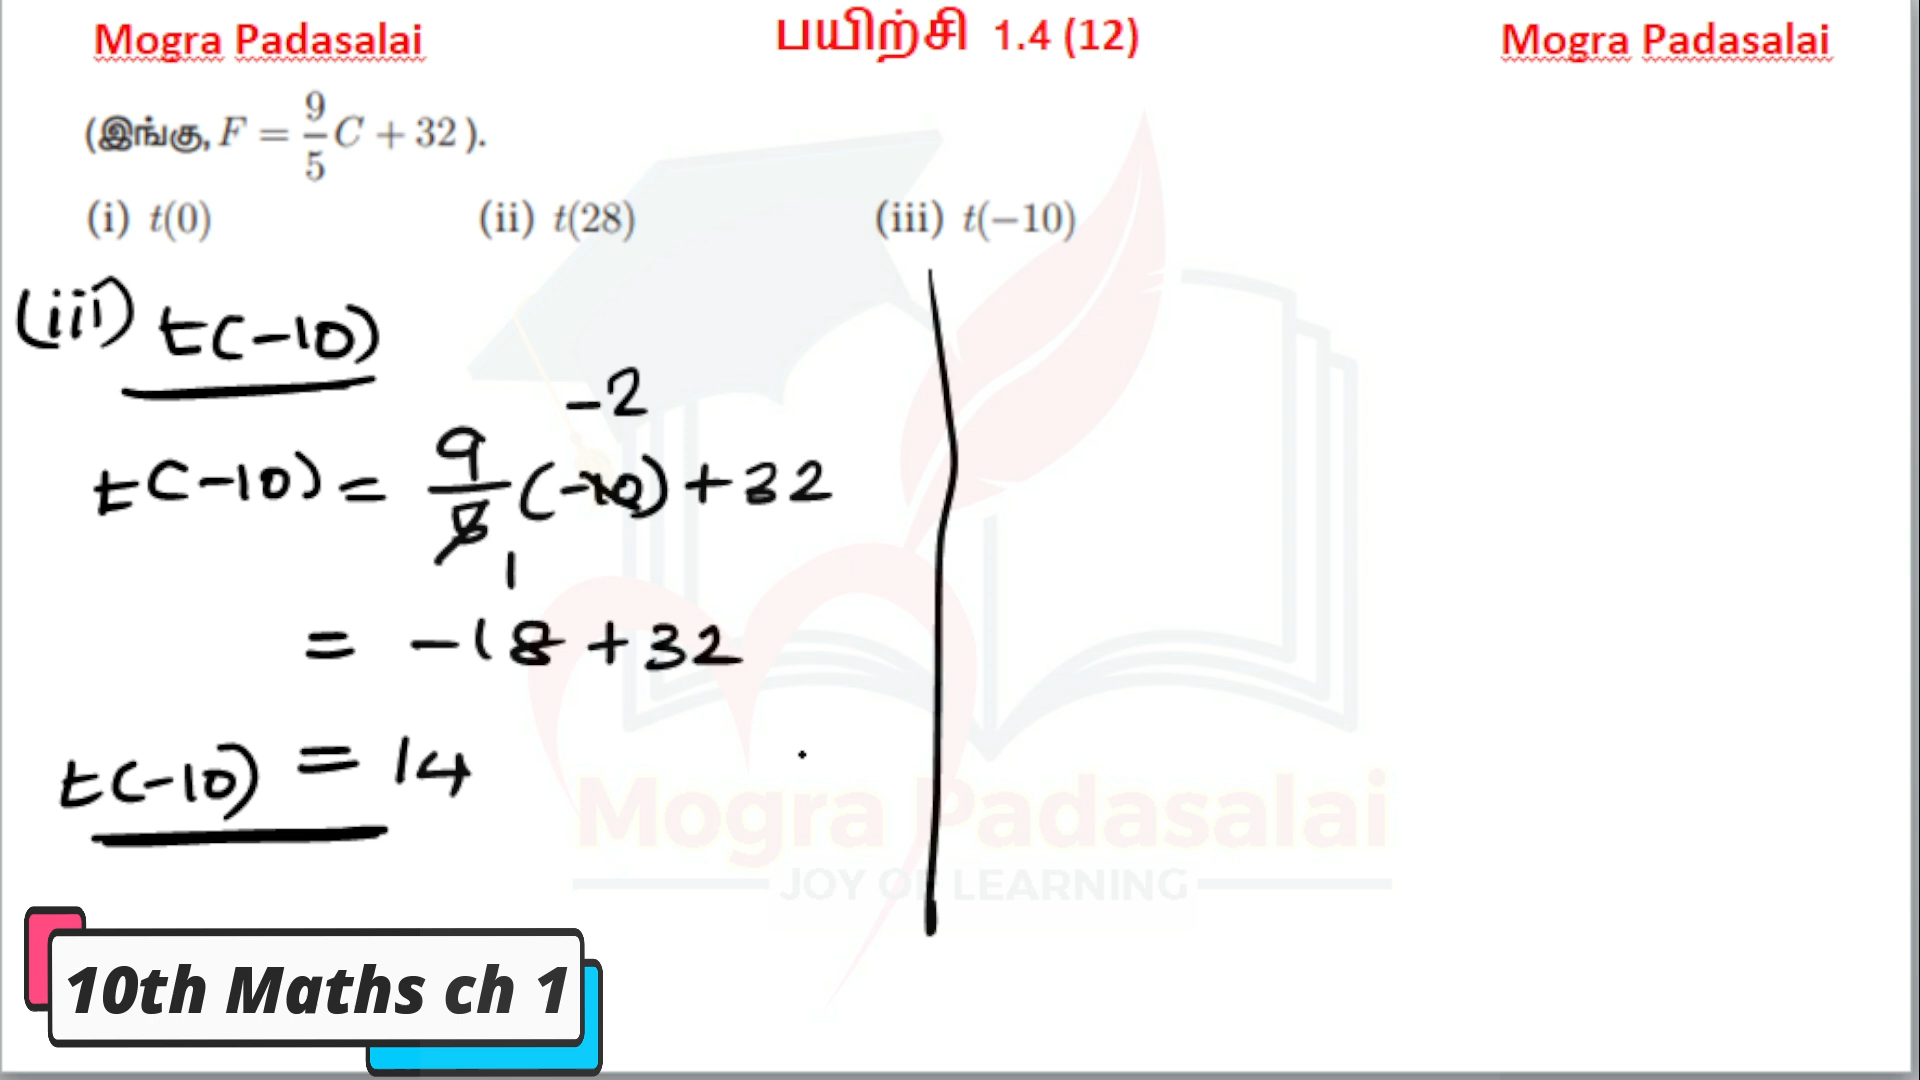 Mogra Padasalai பயிற்சி 1.4 (12) Mogra Padasalai
(இங்கு, F = 9/5 C + 32 ).
(i) t(0) (ii) t(28) (iii) t(−10)
(iii) t(-10)
-2
t(-10) = 9/5 (-10) + 32
1
= -18 + 32
t(-10) = 14
Mogra Padasalai
JOY OF LEARNING
10th Maths ch 1